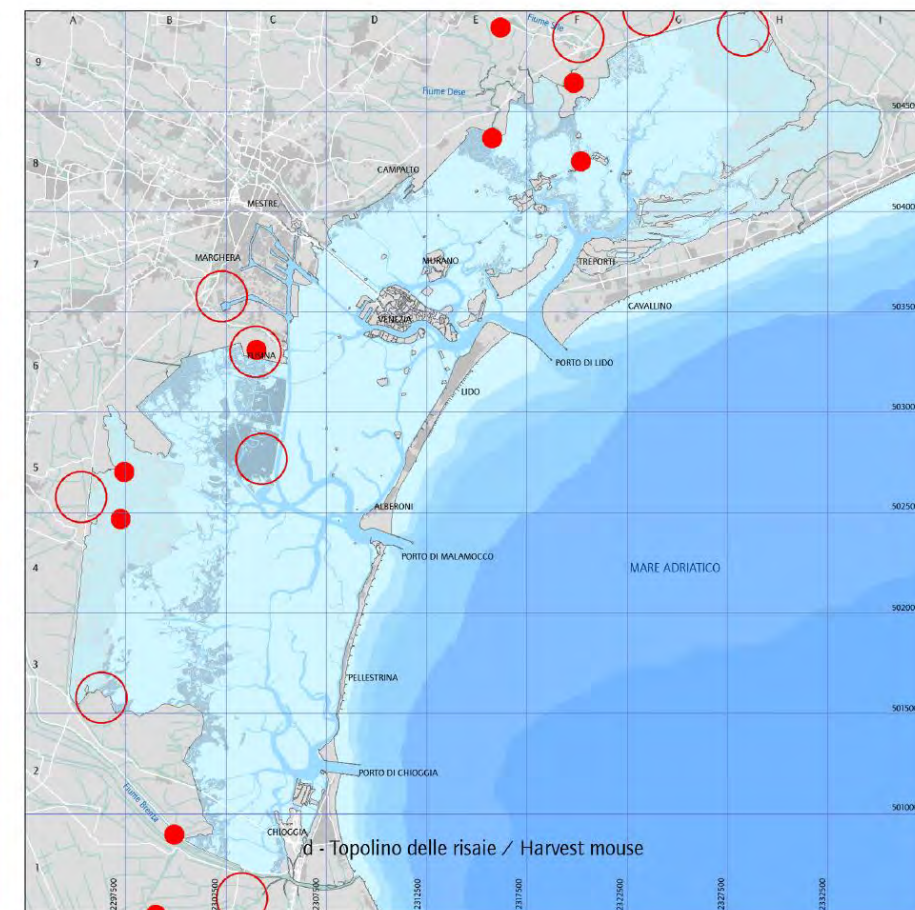 A B C D E F G H I
Fiume Sile
9
Fiume Dese
50450
8
CAMPALTO
MESTRE
50400
7
MARGHERA
MURANO
TREPORTI
CAVALLINO
50350
VENEZIA
6
FUSINA
PORTO DI LIDO
LIDO
50300
5
ALBERONI
50250
PORTO DI MALAMOCCO
4
MARE ADRIATICO
50200
3
PELLESTRINA
50150
2
PORTO DI CHIOGGIA
Fiume Brenta
50100
CHIOGGIA
d - Topolino delle risaie / Harvest mouse
1
2297500 2302500 2307500 2312500 2317500 2322500 2327500 2332500